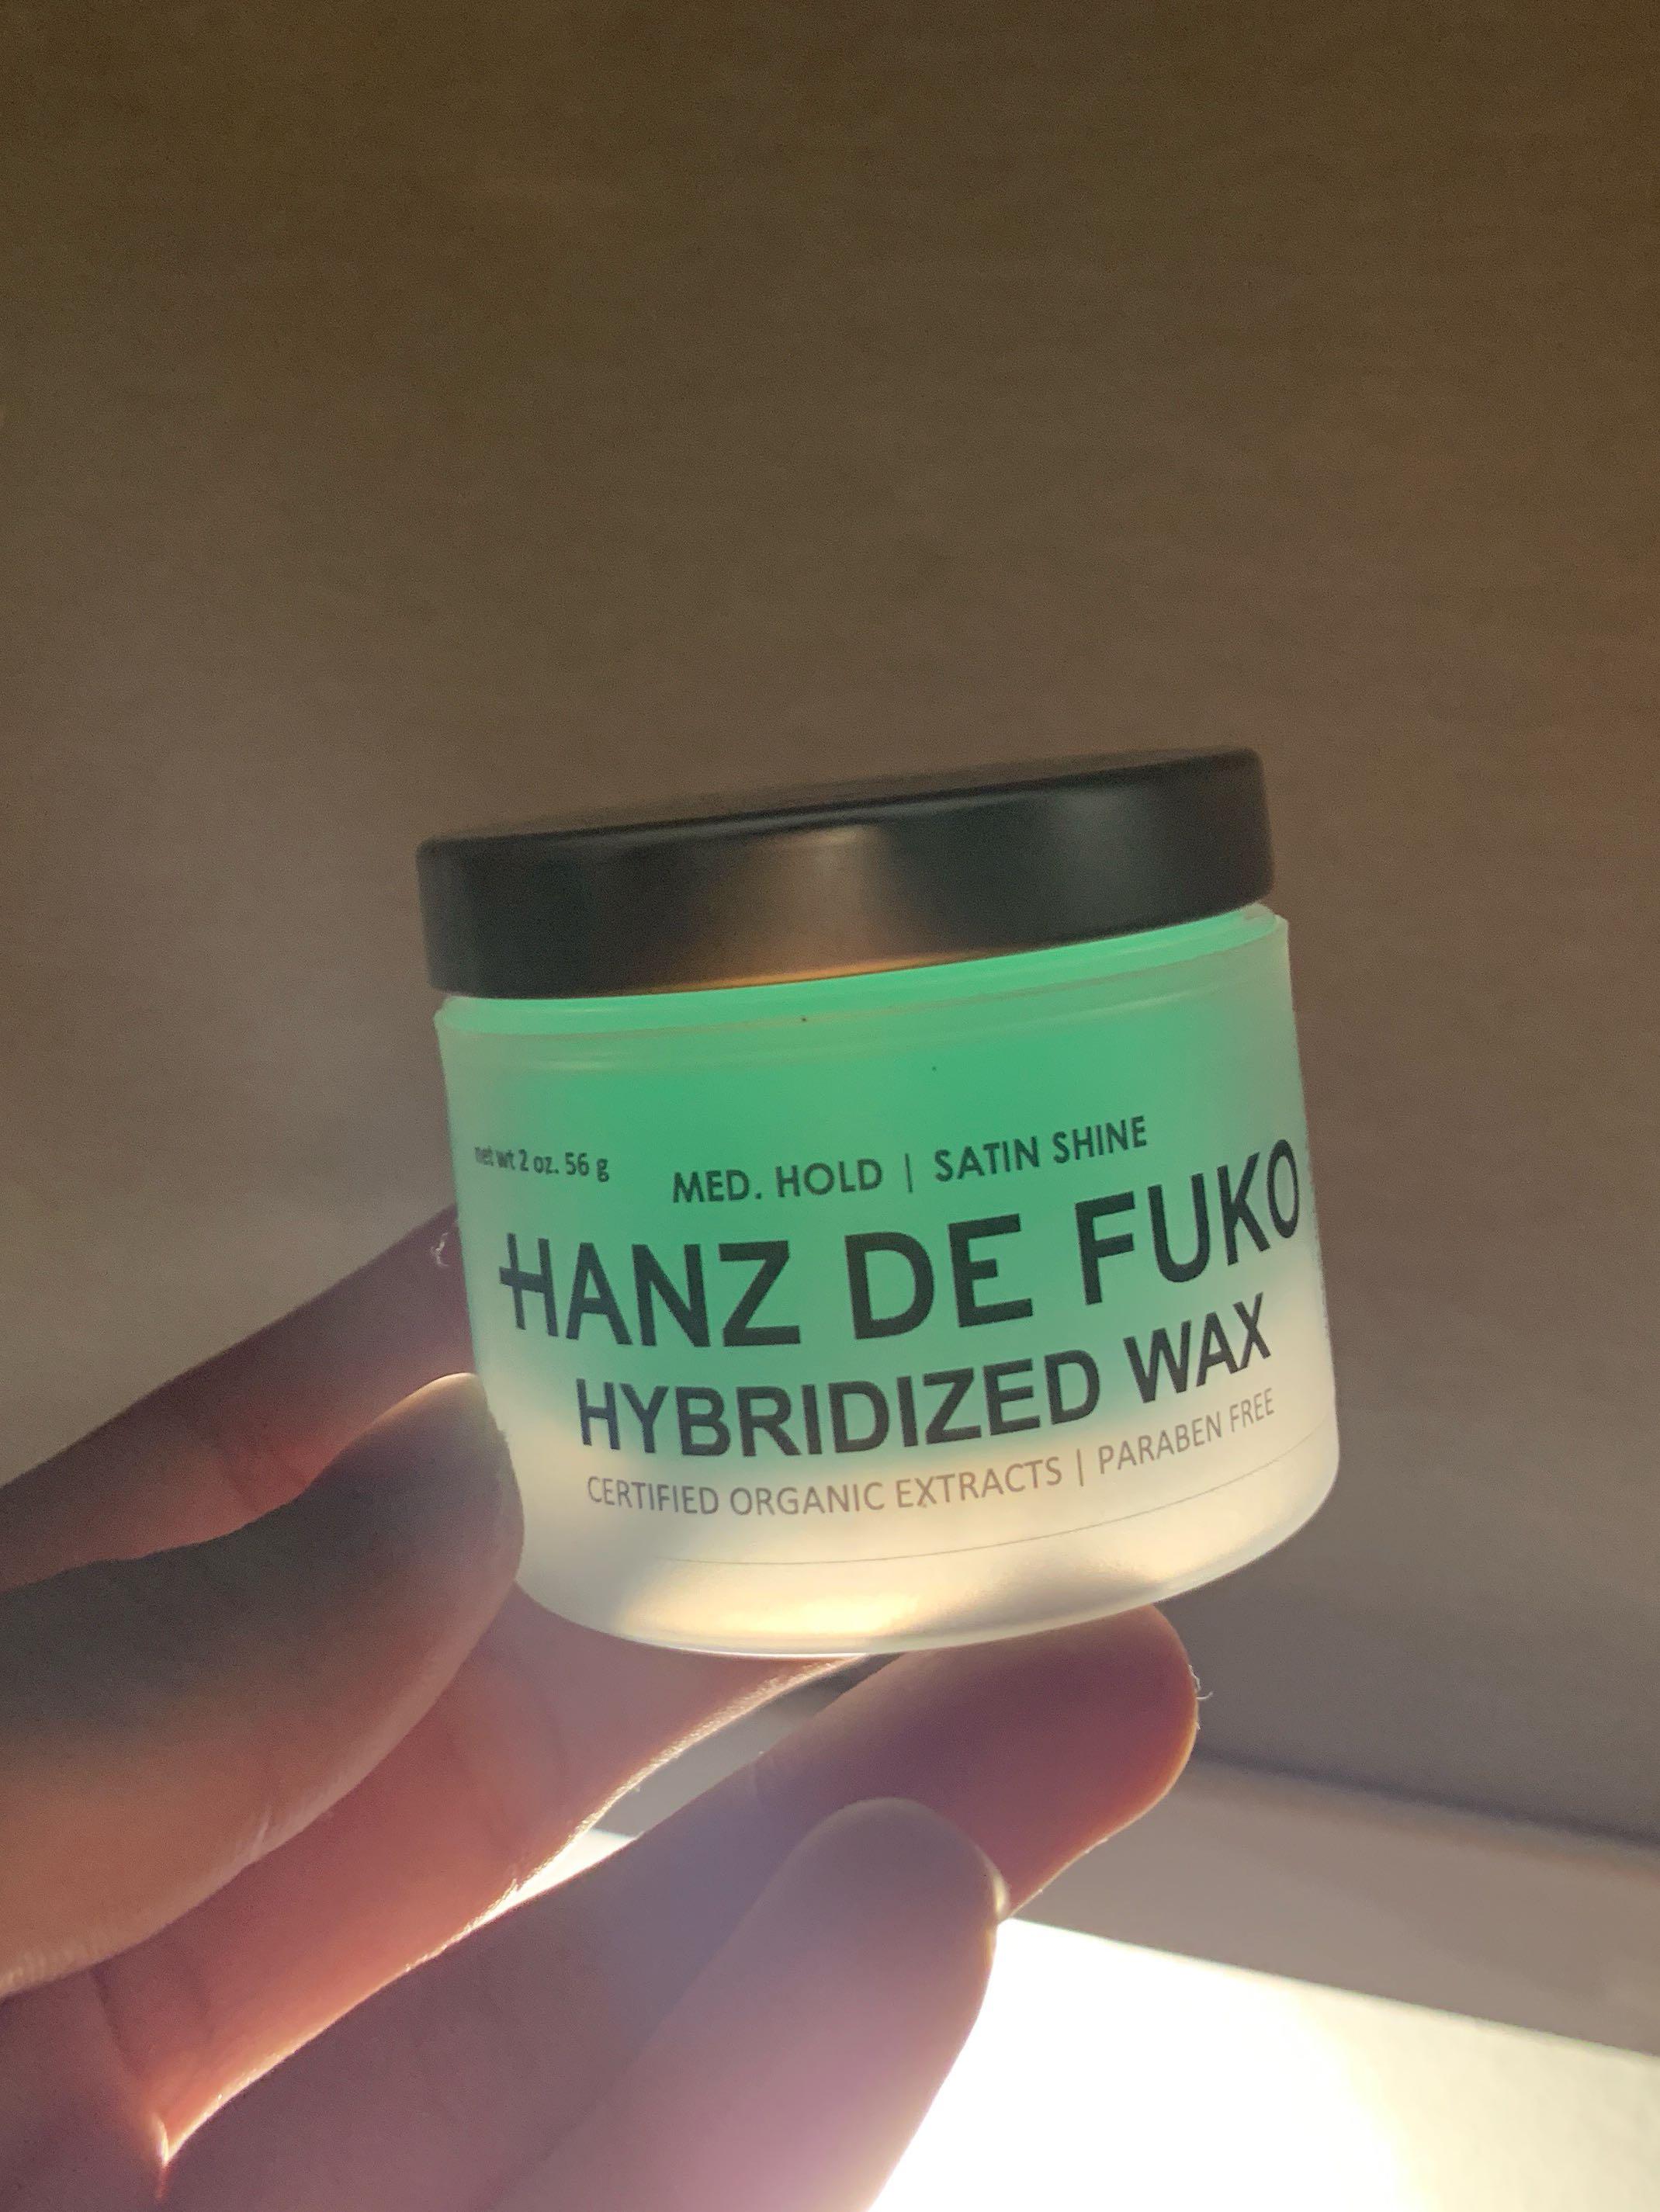 net wt 2 oz. 56 g
MED. HOLD | SATIN SHINE
HANZ DE FUKO
HYBRIDIZED WAX
CERTIFIED ORGANIC EXTRACTS | PARABEN FREE